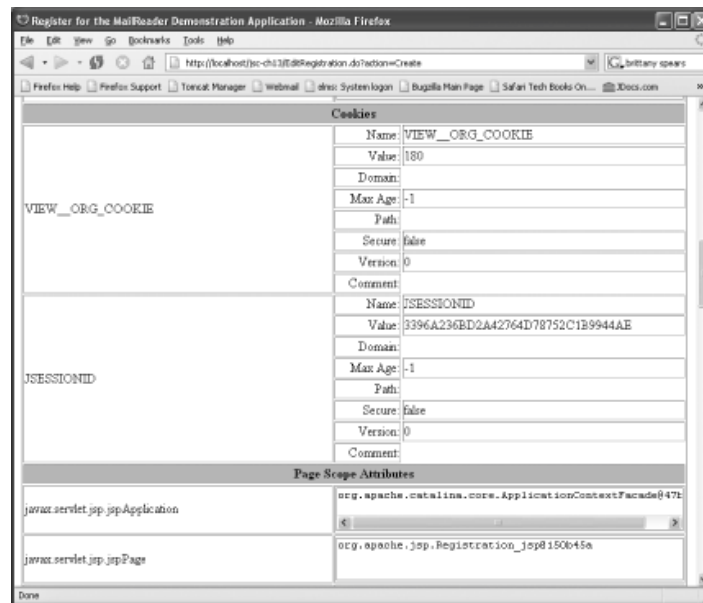 Register for the MailReader Demonstration Application - Mozilla Firefox
File Edit View Go Bookmarks Tools Help
http://localhost/jsc-ch13/EditRegistration.do?action=Create
brittany spears
Firefox Help Firefox Support Tomcat Manager Webmail System logon Bugzilla Main Page Safari Tech Books On... JDocs.com
Cookies
VIEW__ORG_COOKIE
Name: VIEW__ORG_COOKIE
Value: 180
Domain:
Max Age: -1
Path:
Secure: false
Version: 0
Comment:
JSESSIONID
Name: JSESSIONID
Value: 3396A236BD2A42764D78752C1B9944AE
Domain:
Max Age: -1
Path:
Secure: false
Version: 0
Comment:
Page Scope Attributes
javax.servlet.jsp.jspApplication
org.apache.catalina.core.ApplicationContextFacade@47b
javax.servlet.jsp.jspPage
org.apache.jsp.Registration_jsp@150b45a
Done